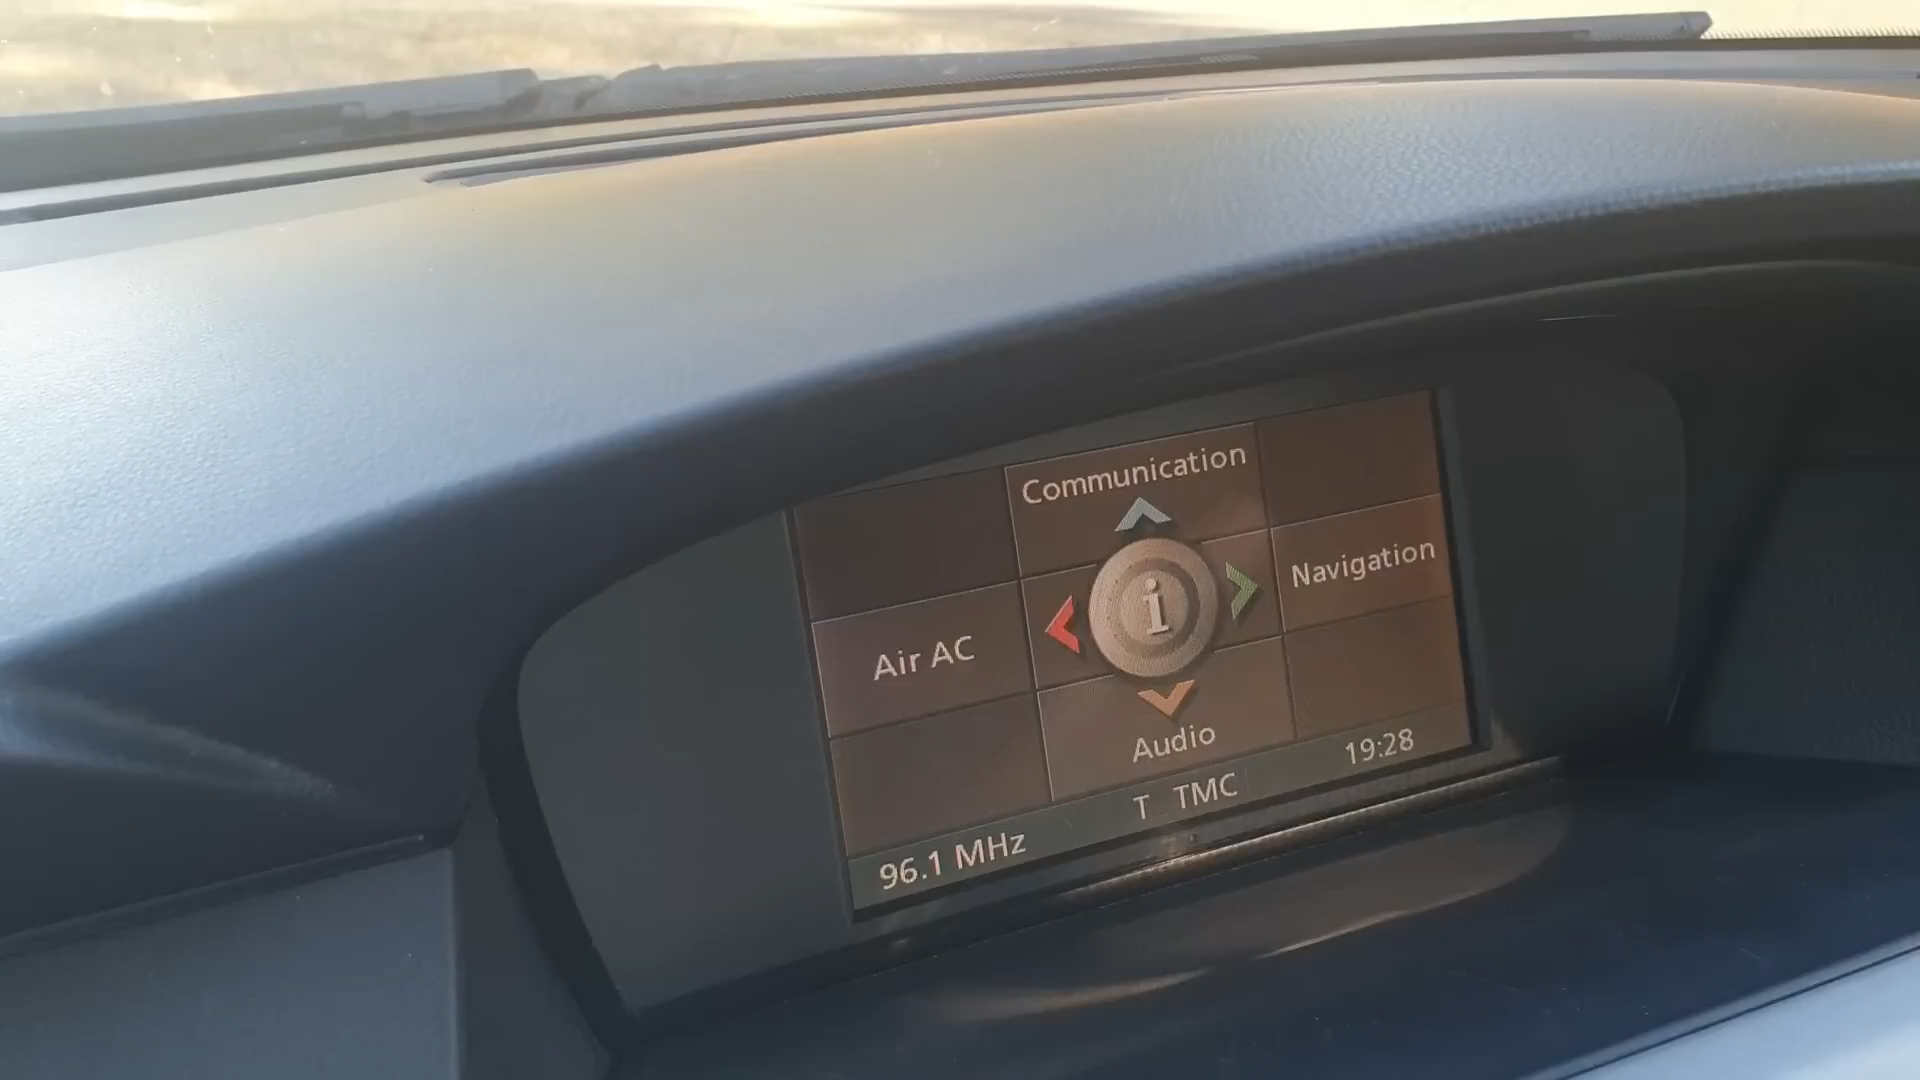 Communication
Navigation
i
Air AC
Audio
19:28
T TMC
96.1 MHz